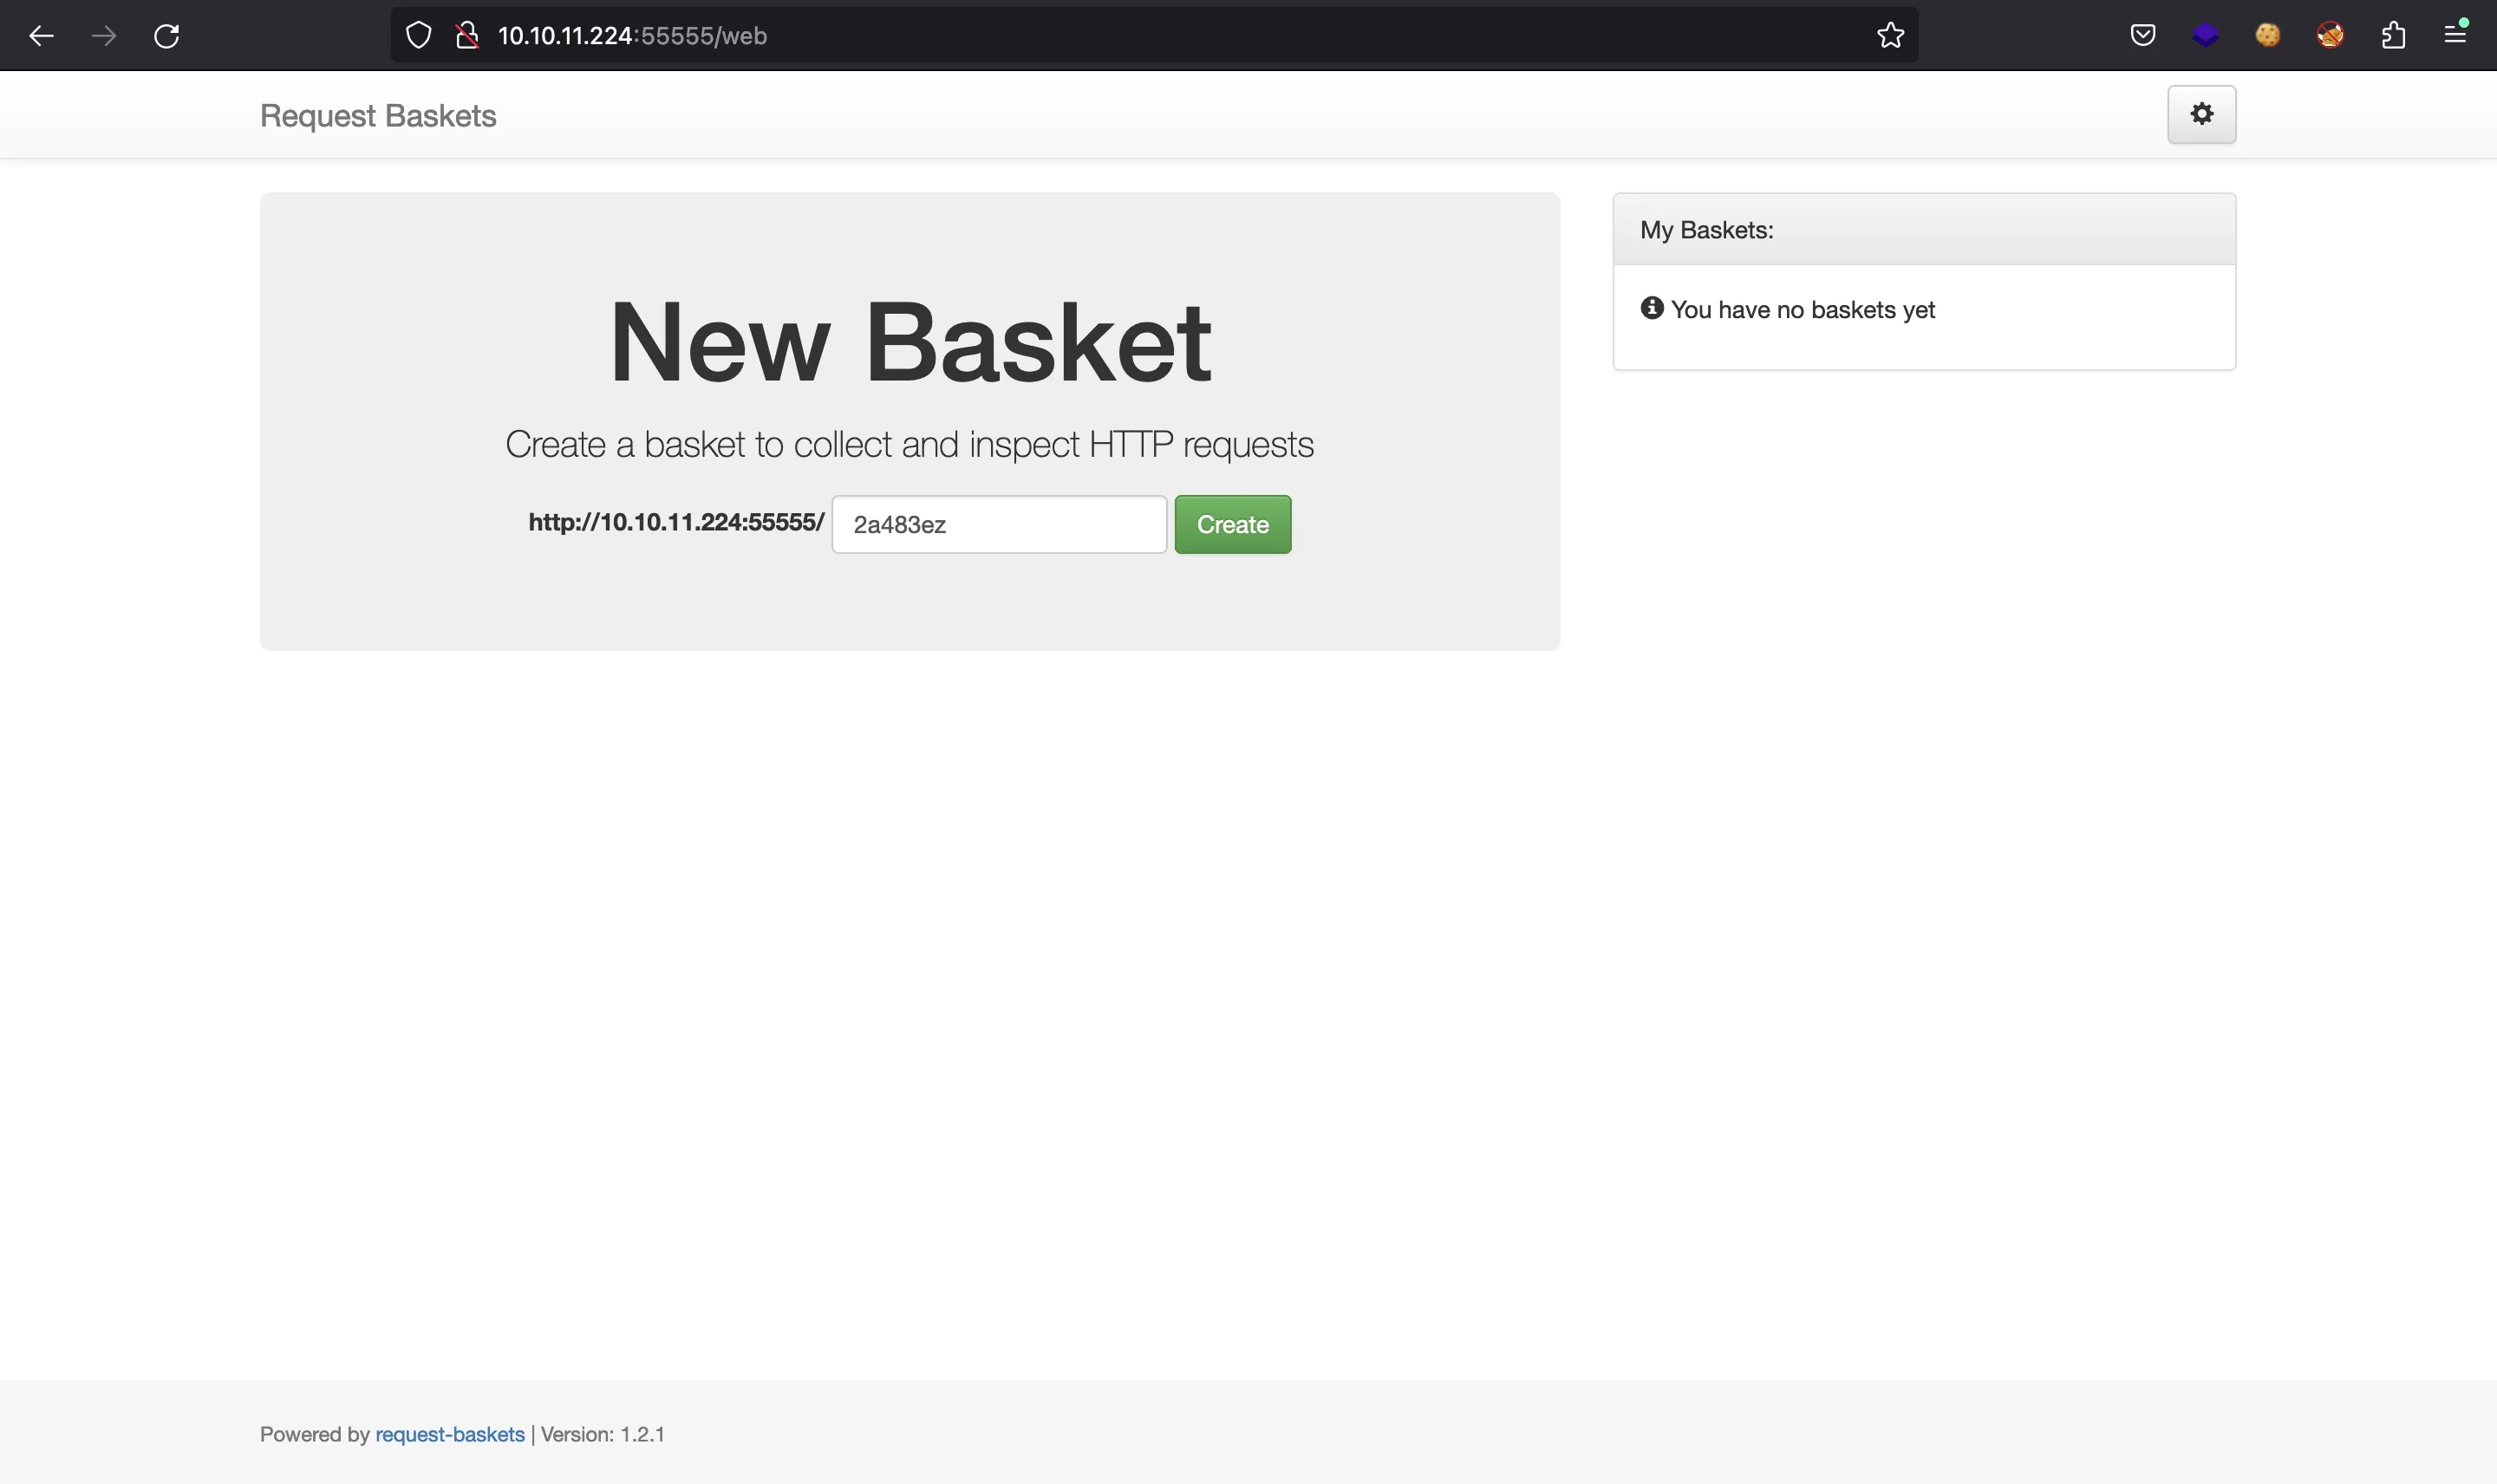 10.10.11.224:55555/web
Request Baskets
New Basket
Create a basket to collect and inspect HTTP requests
http://10.10.11.224:55555/ 2a483ez Create
My Baskets:
You have no baskets yet
Powered by request-baskets | Version: 1.2.1